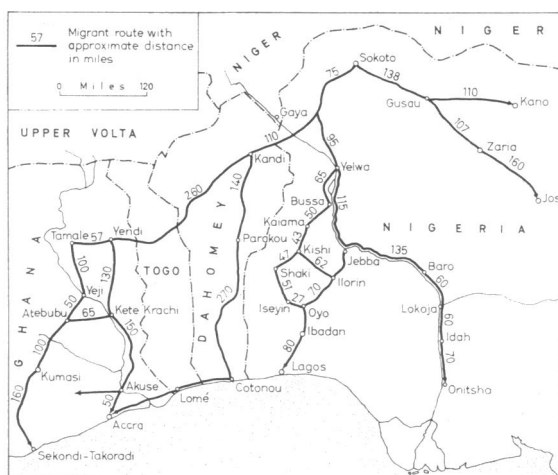 57 Migrant route with
approximate distance
in miles
0 Miles 120
NIGER
NIGER
UPPER VOLTA
GHANA
TOGO
DAHOMEY
NIGERIA
Sokoto
75
138
Gusau
110
Kano
107
Zaria
160
Jos
Gaya
110
95
Kandi
Yelwa
260
140
65
115
Bussa
50
Kaiama
43
Kishi
62
47
Shaki
51
Iseyin
27
Oyo
70
Ilorin
Jebba
135
Baro
60
Lokoja
60
Idah
70
Onitsha
Ibadan
80
Lagos
Parakou
270
Cotonou
Lome
Tamale
57
Yendi
100
130
Yeji
50
Atebubu
65
Kete Krachi
150
100
Kumasi
160
Akuse
50
Accra
Sekondi-Takoradi